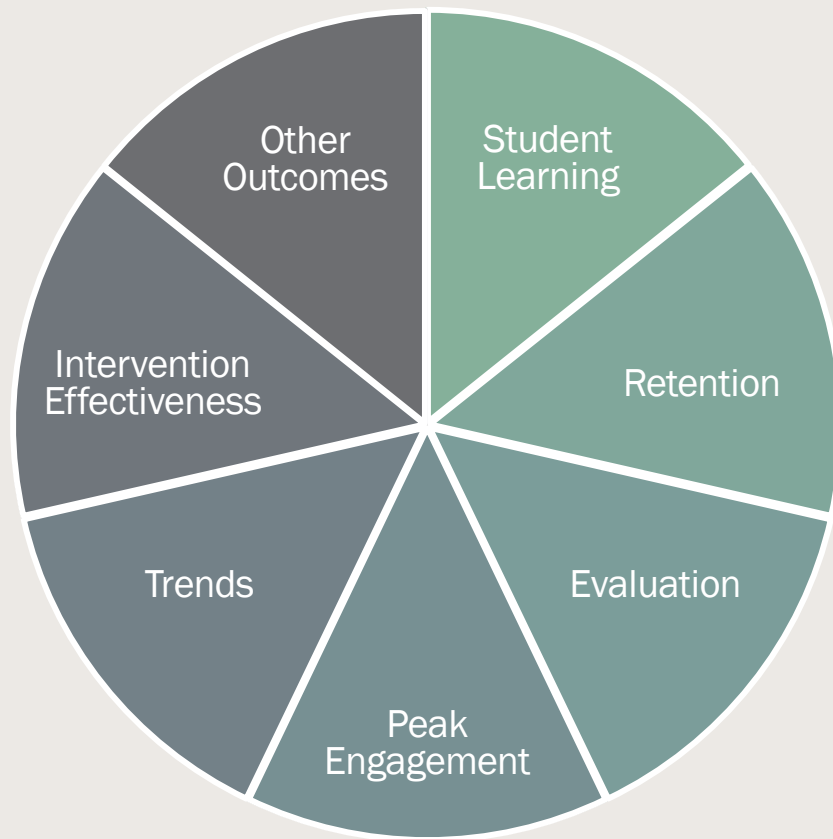 Other
Outcomes
Student
Learning
Intervention
Effectiveness
Retention
Trends
Evaluation
Peak
Engagement